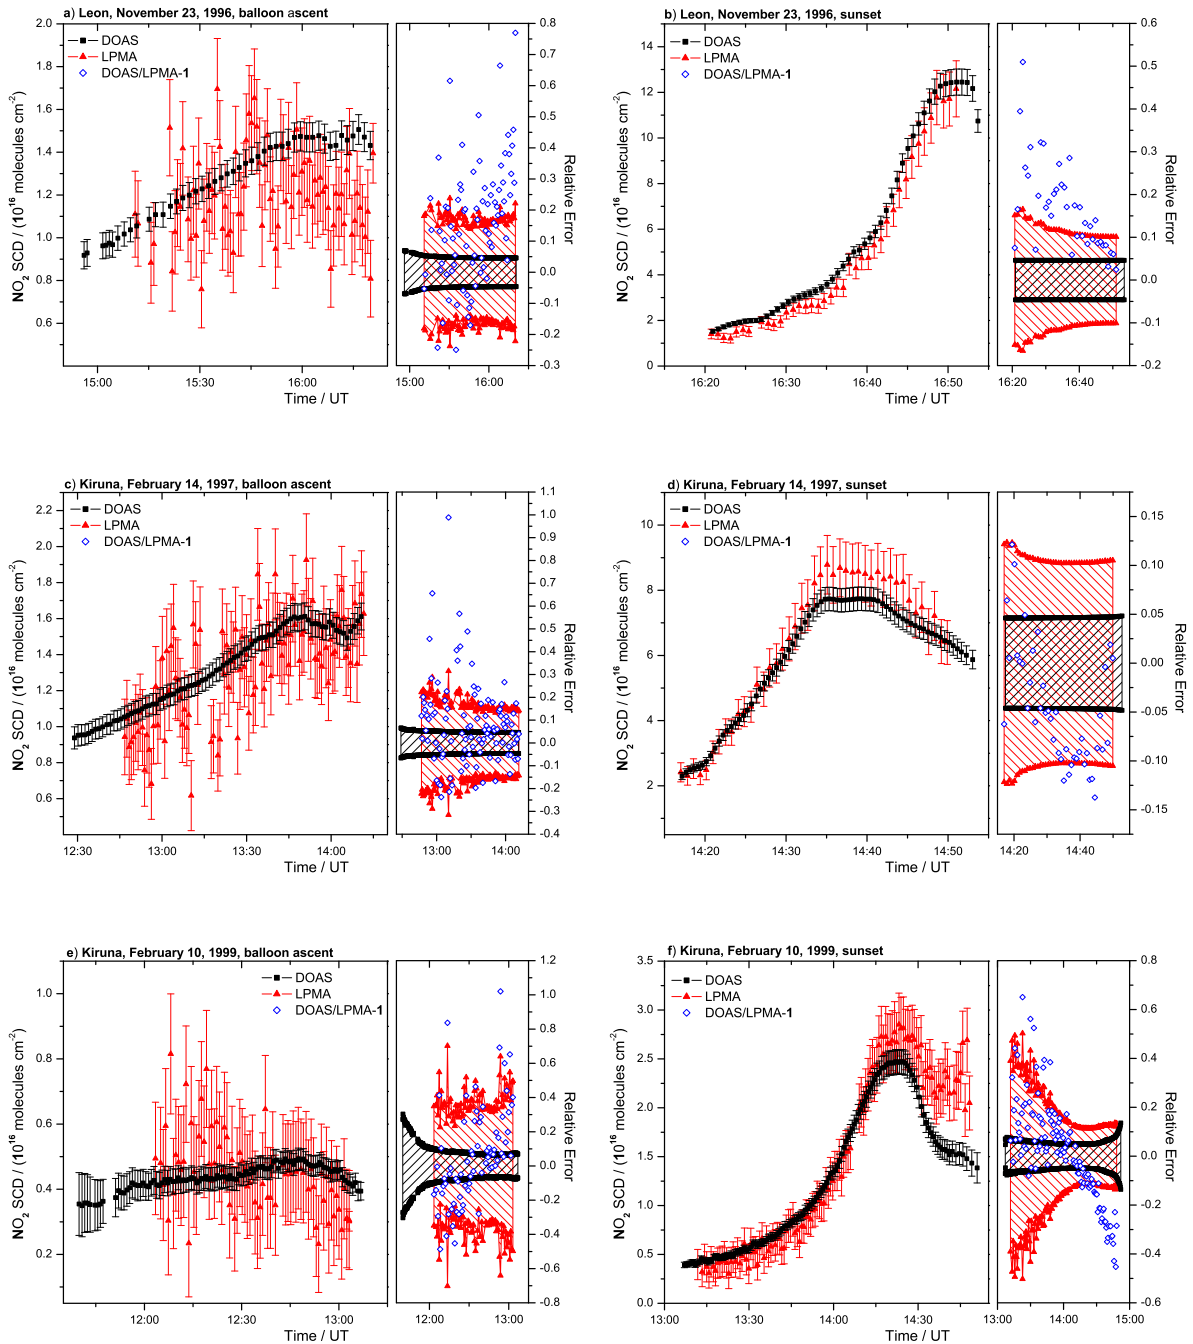 a) Leon, November 23, 1996, balloon ascent
DOAS
LPMA
DOAS/LPMA-1
NO2 SCD / (10^16 molecules cm^-2)
2.0
1.8
1.6
1.4
1.2
1.0
0.8
0.6
15:00 15:30 16:00
Time / UT
15:00 16:00
0.8
0.7
0.6
0.5
0.4
0.3
0.2
0.1
0.0
-0.1
-0.2
-0.3
Relative Error
b) Leon, November 23, 1996, sunset
DOAS
LPMA
DOAS/LPMA-1
NO2 SCD / (10^16 molecules cm^-2)
14
12
10
8
6
4
2
0
16:20 16:30 16:40 16:50
Time / UT
16:20 16:40
0.6
0.5
0.4
0.3
0.2
0.1
0.0
-0.1
-0.2
Relative Error
c) Kiruna, February 14, 1997, balloon ascent
DOAS
LPMA
DOAS/LPMA-1
NO2 SCD / (10^16 molecules cm^-2)
2.2
2.0
1.8
1.6
1.4
1.2
1.0
0.8
0.6
12:30 13:00 13:30 14:00
Time / UT
13:00 14:00
1.1
1.0
0.9
0.8
0.7
0.6
0.5
0.4
0.3
0.2
0.1
0.0
-0.1
-0.2
-0.3
-0.4
Relative Error
d) Kiruna, February 14, 1997, sunset
DOAS
LPMA
DOAS/LPMA-1
NO2 SCD / (10^16 molecules cm^-2)
10
8
6
4
2
14:20 14:30 14:40 14:50
Time / UT
14:20 14:40
0.15
0.10
0.05
0.00
-0.05
-0.10
-0.15
Relative Error
e) Kiruna, February 10, 1999, balloon ascent
DOAS
LPMA
DOAS/LPMA-1
NO2 SCD / (10^16 molecules cm^-2)
1.0
0.8
0.6
0.4
0.2
12:00 12:30 13:00
Time / UT
12:00 13:00
1.2
1.0
0.8
0.6
0.4
0.2
0.0
-0.2
-0.4
-0.6
-0.8
Relative Error
f) Kiruna, February 10, 1999, sunset
DOAS
LPMA
DOAS/LPMA-1
NO2 SCD / (10^16 molecules cm^-2)
3.5
3.0
2.5
2.0
1.5
1.0
0.5
0.0
13:00 13:30 14:00 14:30
Time / UT
13:00 14:00 15:00
0.8
0.6
0.4
0.2
0.0
-0.2
-0.4
-0.6
Relative Error